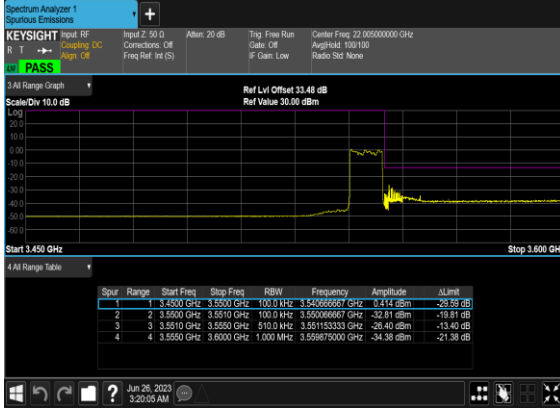 Spectrum Analyzer 1
Spurious Emissions
+
KEYSIGHT Input: RF Input Z: 50 Ω Atten: 20 dB Trig: Free Run Center Freq: 22.005000000 GHz
R T Coupling: DC Corrections: Off Gate: Off Avg|Hold: 100/100
Align: Off Freq Ref: Int (S) IF Gain: Low Radio Std: None
PASS
3 All Range Graph
Ref Lvl Offset 33.48 dB
Scale/Div 10.0 dB Ref Value 30.00 dBm
Log
20.0
10.0
0.00
-10.0
-20.0
-30.0
-40.0
-50.0
-60.0
Start 3.450 GHz Stop 3.600 GH
4 All Range Table
Spur Range Start Freq Stop Freq RBW Frequency Amplitude ΔLimit
1 1 3.4500 GHz 3.5500 GHz 100.0 kHz 3.540666667 GHz 0.414 dBm -29.59 dB
2 2 3.5500 GHz 3.5510 GHz 100.0 kHz 3.550066667 GHz -32.81 dBm -19.81 dB
3 3 3.5510 GHz 3.5550 GHz 510.0 kHz 3.551153333 GHz -26.40 dBm -13.40 dB
4 4 3.5550 GHz 3.6000 GHz 1.000 MHz 3.559875000 GHz -34.38 dBm -21.38 dB
? Jun 26, 2023
3:20:05 AM